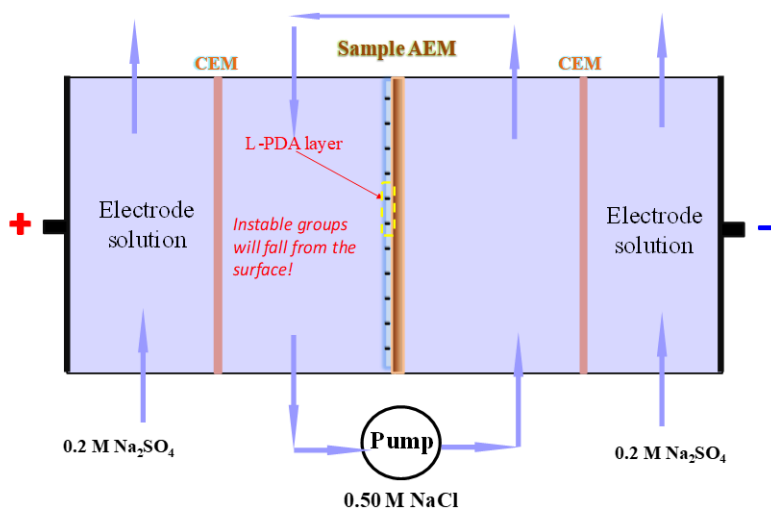 Sample AEM
CEM
CEM
L-PDA layer
+
Electrode
solution
Instable groups
will fall from the
surface!
Electrode
solution
-
0.2 M Na₂SO₄
Pump
0.2 M Na₂SO₄
0.50 M NaCl